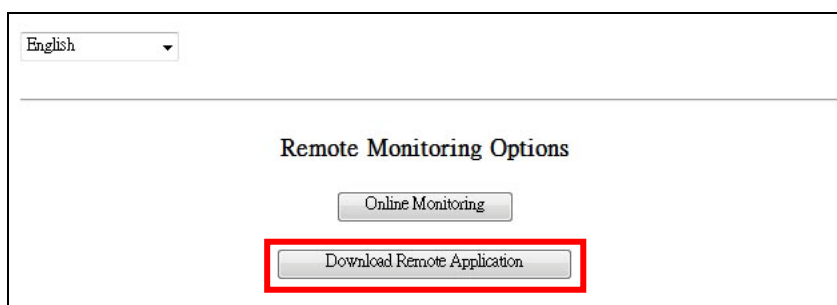 English
Remote Monitoring Options
Online Monitoring
Download Remote Application